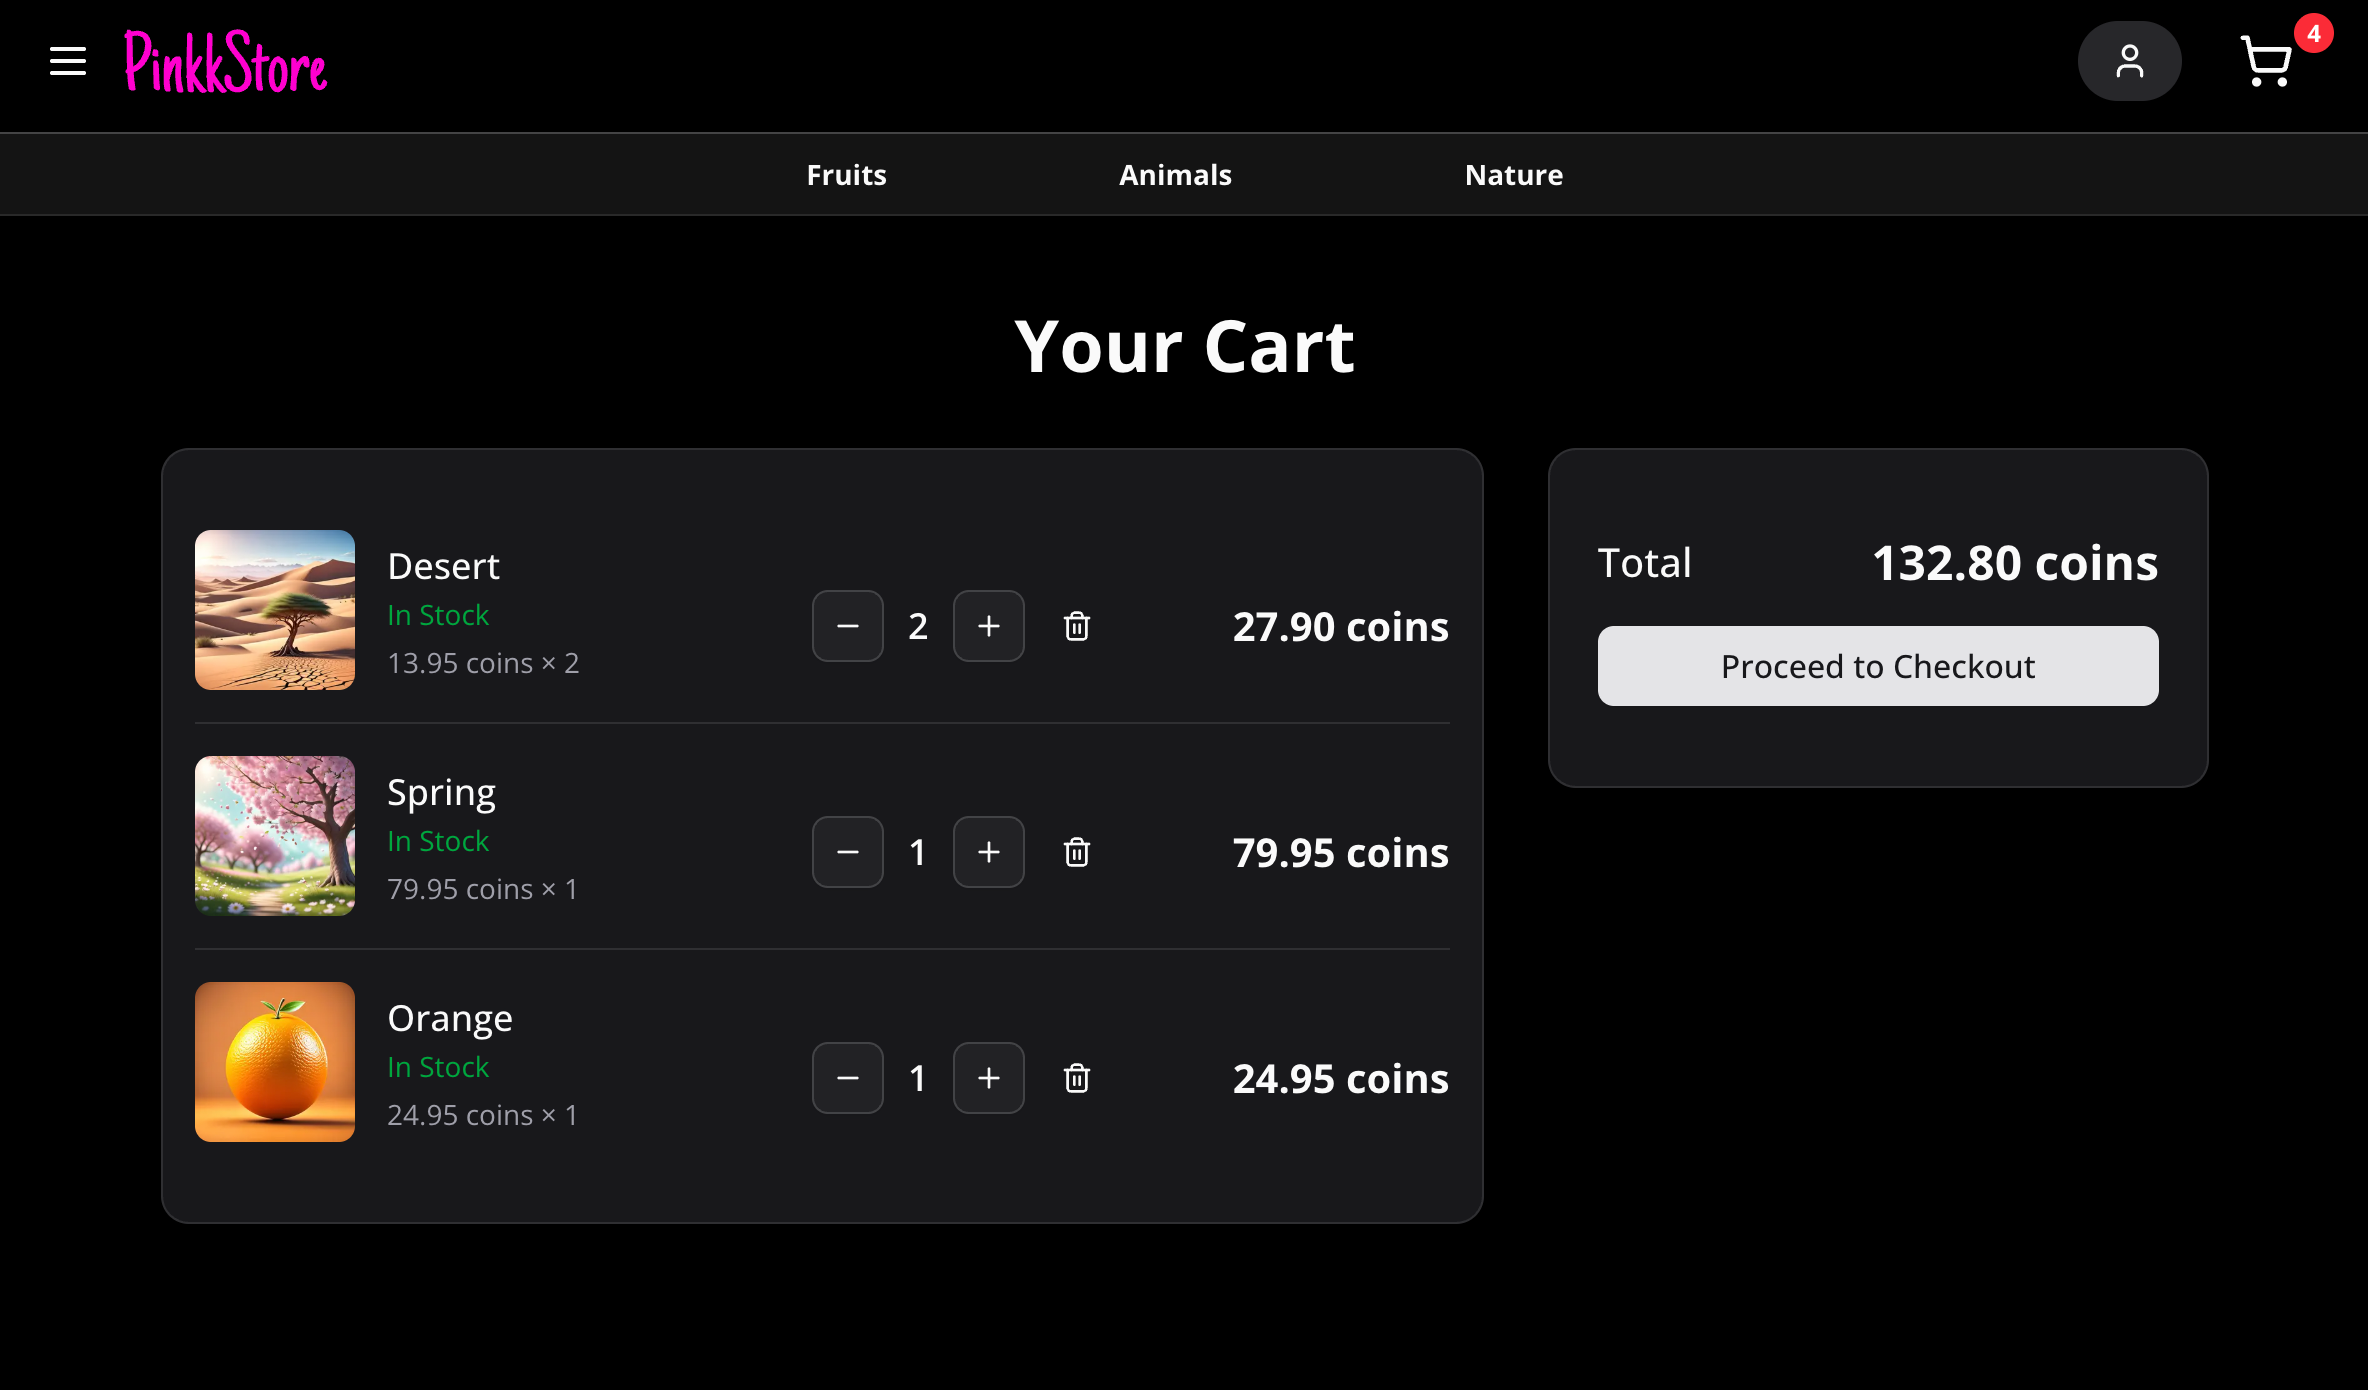 PinkkStore
4
Fruits Animals Nature
Your Cart
Desert
In Stock
13.95 coins × 2
2
27.90 coins
Spring
In Stock
79.95 coins × 1
1
79.95 coins
Orange
In Stock
24.95 coins × 1
1
24.95 coins
Total 132.80 coins
Proceed to Checkout